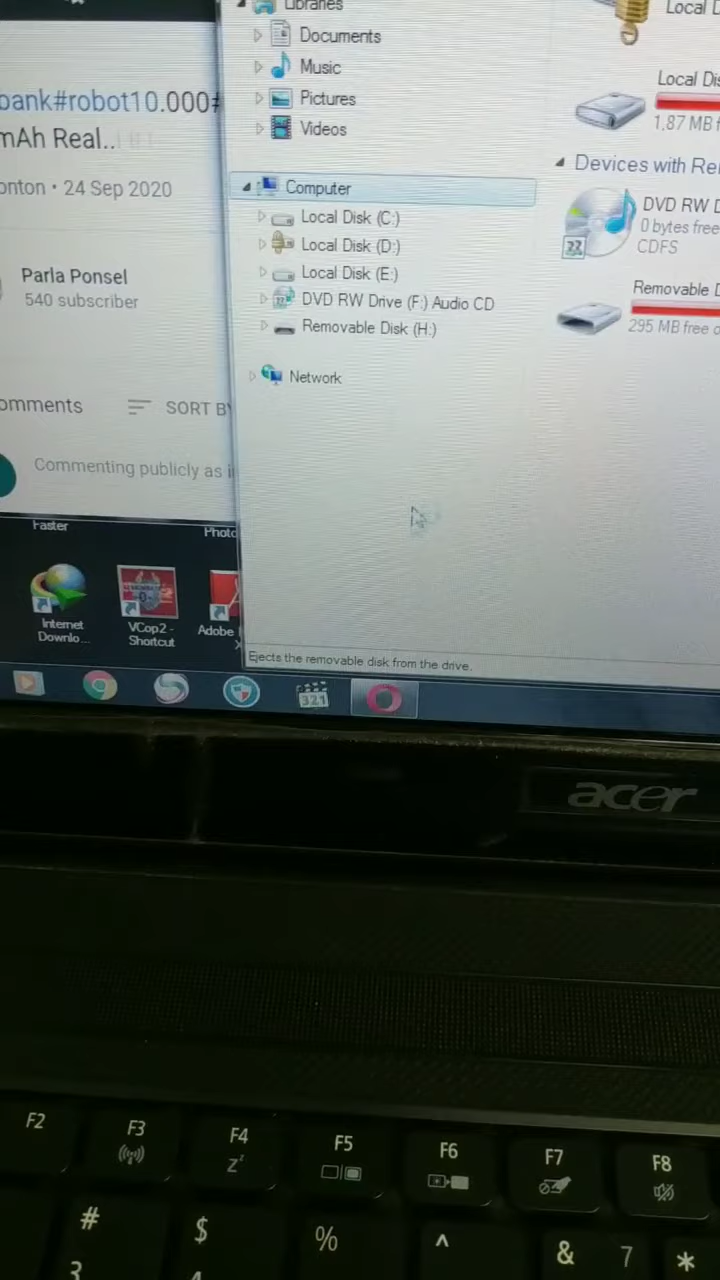 bank#robot10.000#
mAh Real..
onton • 24 Sep 2020
Parla Ponsel
540 subscriber
omments
SORT BY
Commenting publicly as
Faster
Photo
Internet
Downlo...
VCop2 -
Shortcut
Adobe
Libraries
Documents
Music
Pictures
Videos
Computer
Local Disk (C:)
Local Disk (D:)
Local Disk (E:)
DVD RW Drive (F:) Audio CD
Removable Disk (H:)
Network
Local D
Local Dis
1,87 MB f
Devices with Re
DVD RW D
0 bytes free
CDFS
Removable D
295 MB free o
Ejects the removable disk from the drive.
321
acer
F2
F3
F4
Z
F5
F6
F7
F8
#
3
$
4
%
^
&
7
*